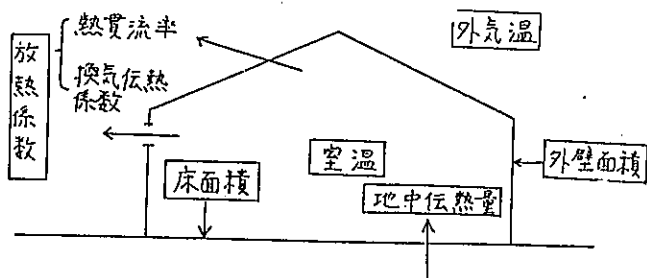 放熱係数
熱貫流率
換気伝熱
係数
外気温
室温
床面積
地中伝熱量
外壁面積